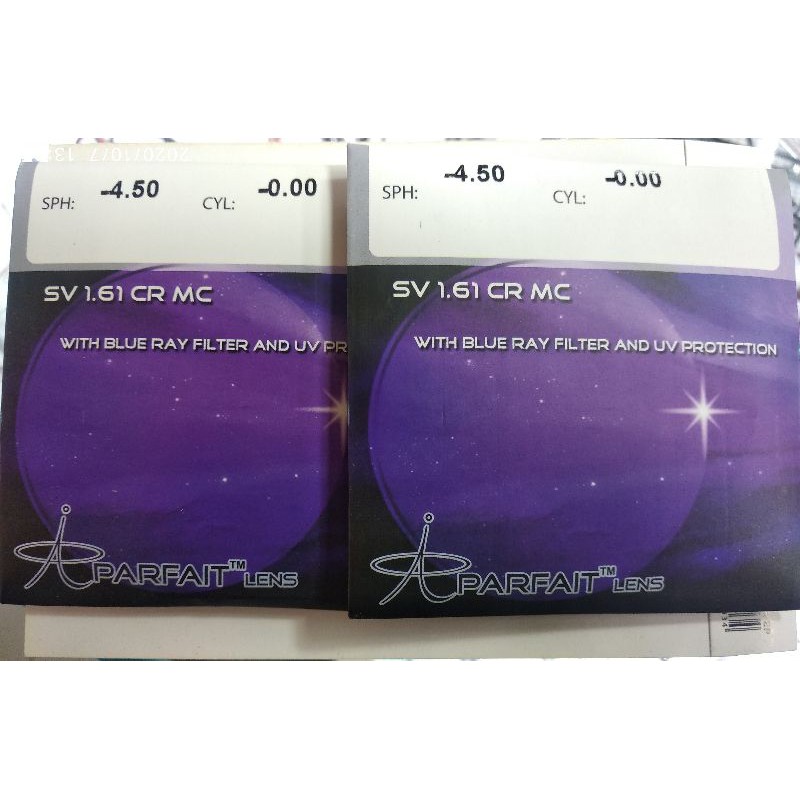 2020/10/7 13:
SPH: -4.50 CYL: -0.00
SV 1.61 CR MC
WITH BLUE RAY FILTER AND UV PR
PARFAIT™ LENS
SPH: -4.50 CYL: -0.00
SV 1.61 CR MC
WITH BLUE RAY FILTER AND UV PROTECTION
PARFAIT™ LENS